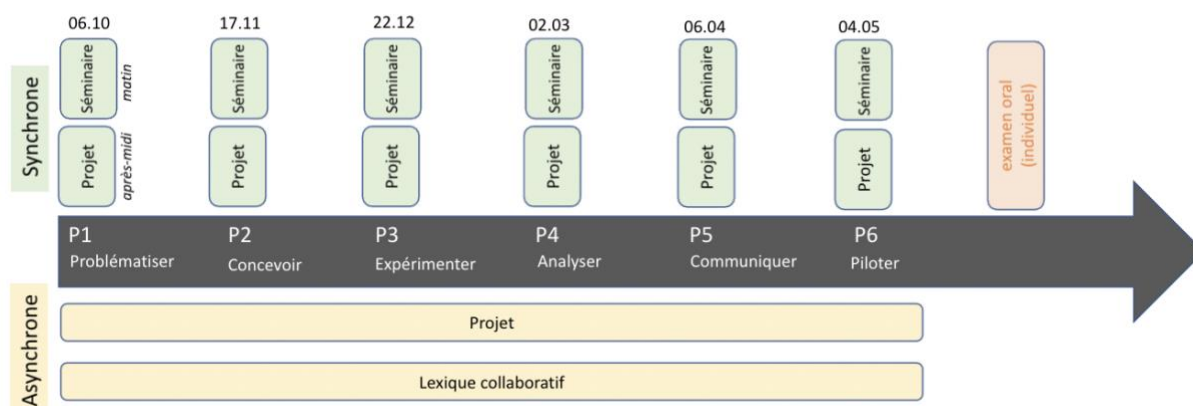 06.10
17.11
22.12
02.03
06.04
04.05
Synchrone
Séminaire
matin
Séminaire
Séminaire
Séminaire
Séminaire
Séminaire
Projet
après-midi
Projet
Projet
Projet
Projet
Projet
examen oral
(individuel)
P1
P2
P3
P4
P5
P6
Problématiser
Concevoir
Expérimenter
Analyser
Communiquer
Piloter
Asynchrone
Projet
Lexique collaboratif